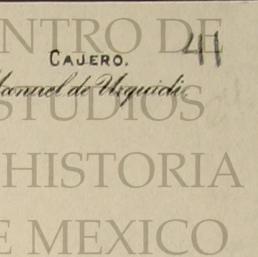 NTRO DE
41
CAJERO.
Manuel de Urquidi.
STUDIOS
HISTORIA
E MEXICO